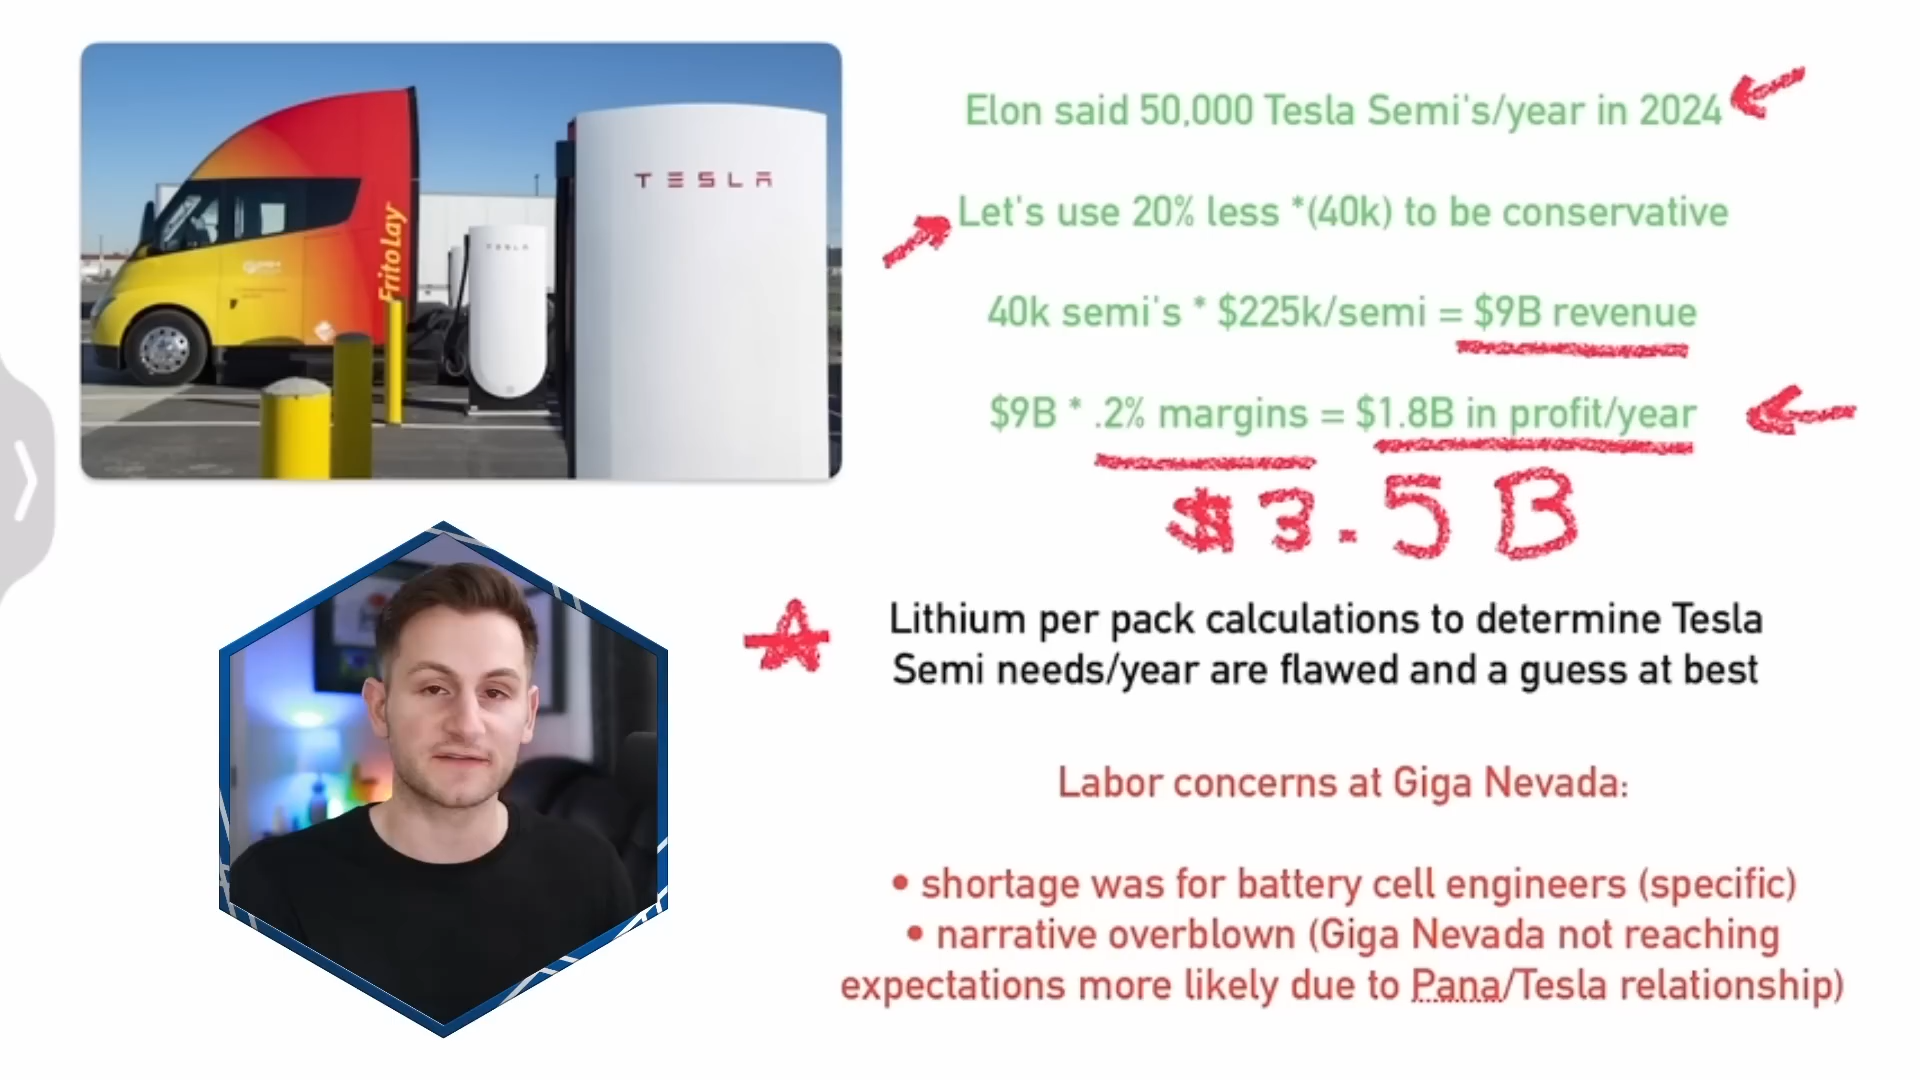 Elon said 50,000 Tesla Semi's/year in 2024
Let's use 20% less *(40k) to be conservative
40k semi's * $225k/semi = $9B revenue
$9B * .2% margins = $1.8B in profit/year
$3.5B
Lithium per pack calculations to determine Tesla
Semi needs/year are flawed and a guess at best
Labor concerns at Giga Nevada:
• shortage was for battery cell engineers (specific)
• narrative overblown (Giga Nevada not reaching
expectations more likely due to Pana/Tesla relationship)
TESLA
TESLA
FritoLay